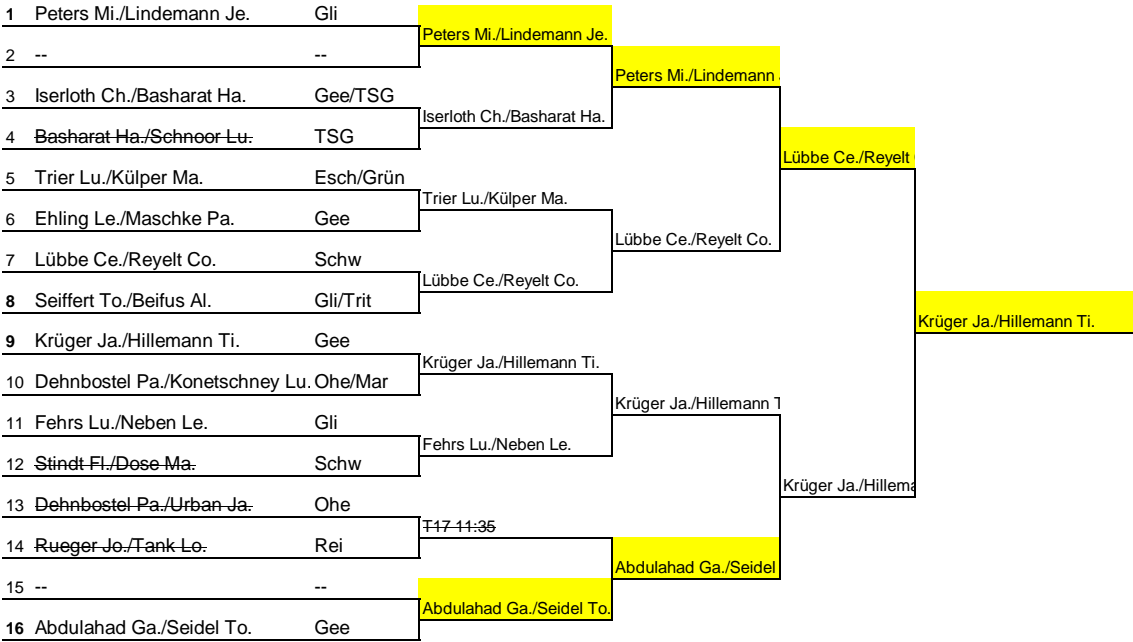 1 Peters Mi./Lindemann Je. Gli
Peters Mi./Lindemann Je.
2 -- --
Peters Mi./Lindemann
3 Iserloth Ch./Basharat Ha. Gee/TSG
Iserloth Ch./Basharat Ha.
4 Basharat Ha./Schnoor Lu. TSG
Lübbe Ce./Reyelt
5 Trier Lu./Külper Ma. Esch/Grün
Trier Lu./Külper Ma.
6 Ehling Le./Maschke Pa. Gee
Lübbe Ce./Reyelt Co.
7 Lübbe Ce./Reyelt Co. Schw
Lübbe Ce./Reyelt Co.
8 Seiffert To./Beifus Al. Gli/Trit
Krüger Ja./Hillemann Ti.
9 Krüger Ja./Hillemann Ti. Gee
Krüger Ja./Hillemann Ti.
10 Dehnbostel Pa./Konetschney Lu. Ohe/Mar
Krüger Ja./Hillemann T
11 Fehrs Lu./Neben Le. Gli
Fehrs Lu./Neben Le.
12 Stindt Fl./Dose Ma. Schw
Krüger Ja./Hillema
13 Dehnbostel Pa./Urban Ja. Ohe
T17 11:35
14 Rueger Jo./Tank Lo. Rei
Abdulahad Ga./Seidel
15 -- --
Abdulahad Ga./Seidel To.
16 Abdulahad Ga./Seidel To. Gee